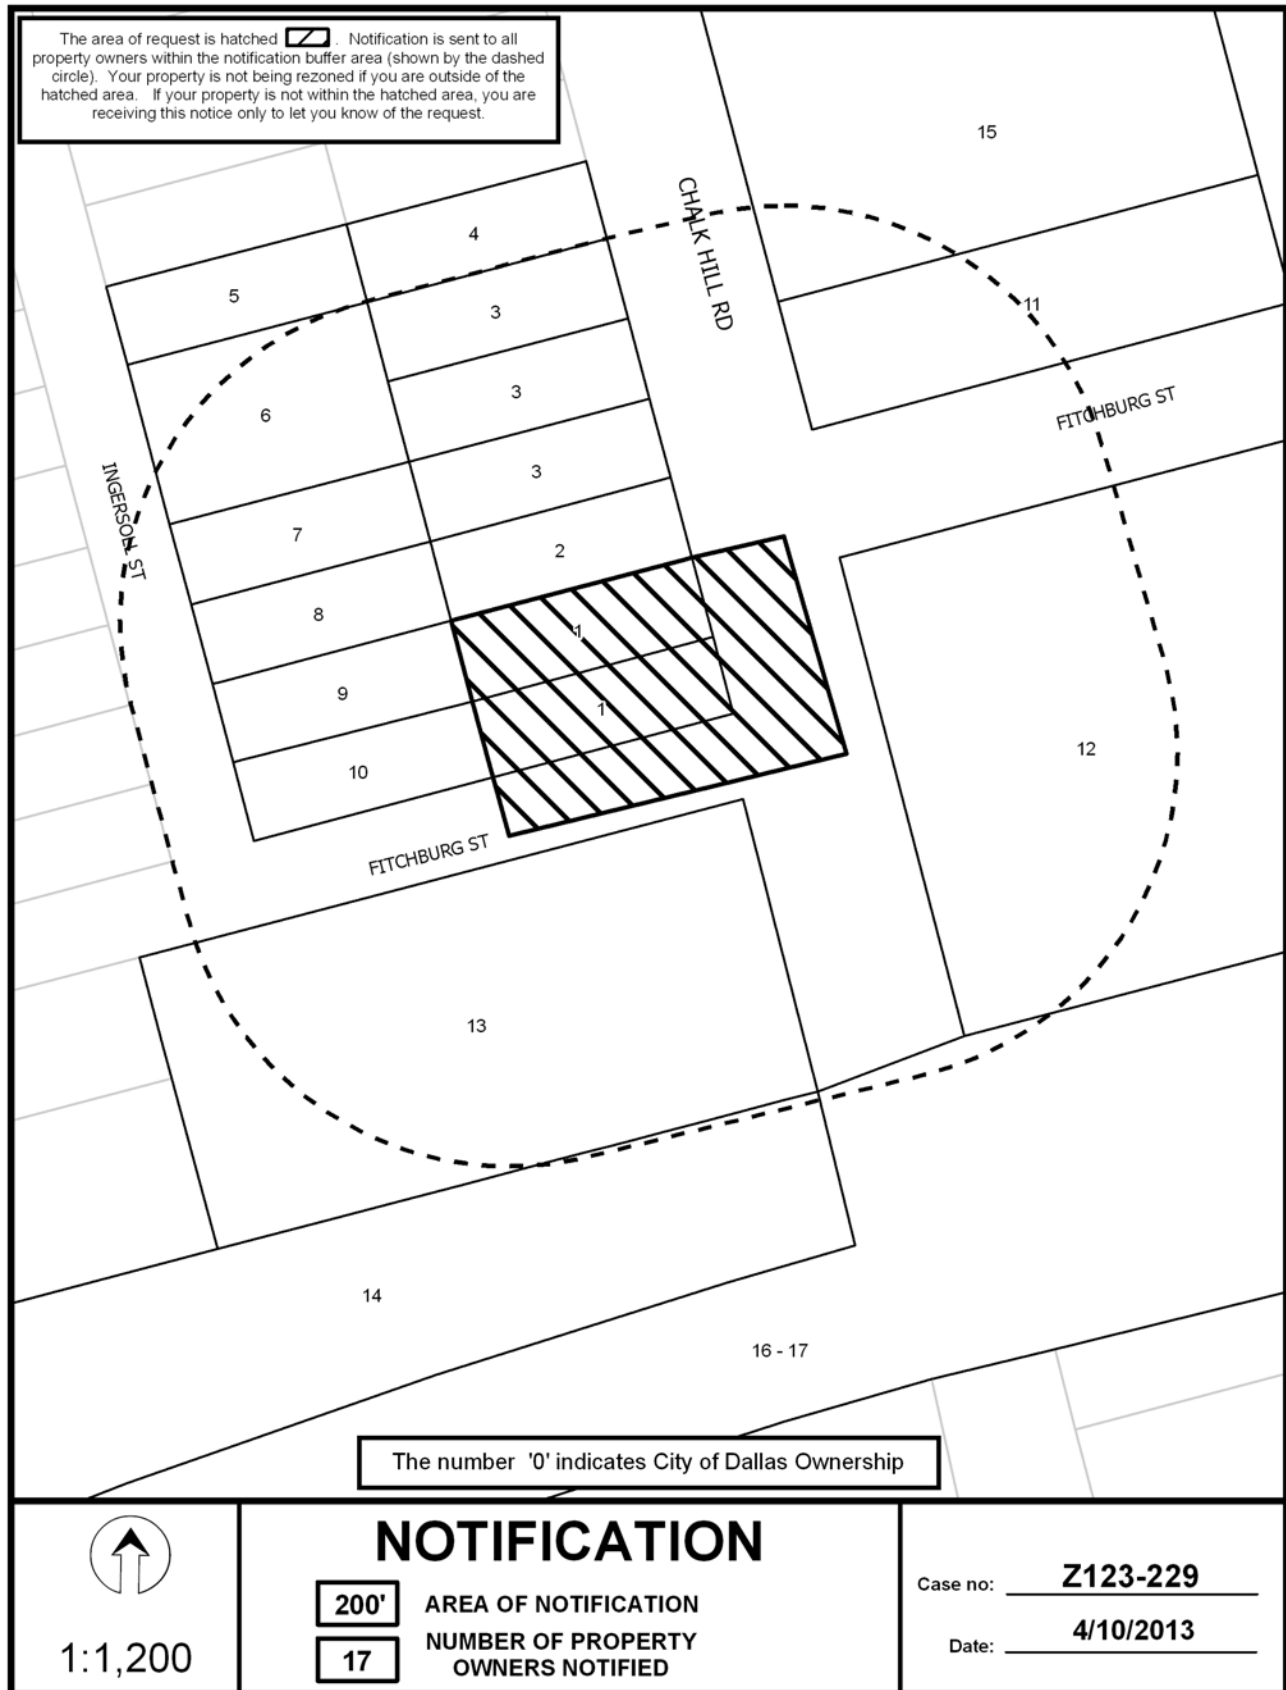 The area of request is hatched . Notification is sent to all
property owners within the notification buffer area (shown by the dashed
circle). Your property is not being rezoned if you are outside of the
hatched area. If your property is not within the hatched area, you are
receiving this notice only to let you know of the request.
15
CHALK HILL RD
4
5
3
11
3
6
FITCHBURG ST
INGERSOLL ST
3
7
2
8
1
9
1
10
12
FITCHBURG ST
13
14
16 - 17
The number '0' indicates City of Dallas Ownership
1:1,200
NOTIFICATION
200' AREA OF NOTIFICATION
17 NUMBER OF PROPERTY
OWNERS NOTIFIED
Case no: Z123-229
Date: 4/10/2013